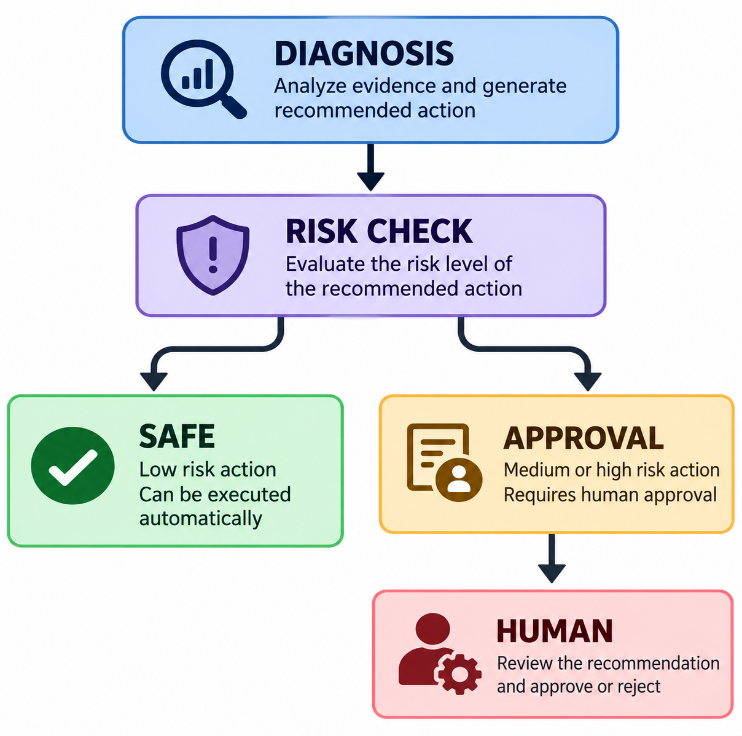 DIAGNOSIS
Analyze evidence and generate
recommended action
RISK CHECK
Evaluate the risk level of
the recommended action
SAFE
Low risk action
Can be executed
automatically
APPROVAL
Medium or high risk action
Requires human approval
HUMAN
Review the recommendation
and approve or reject